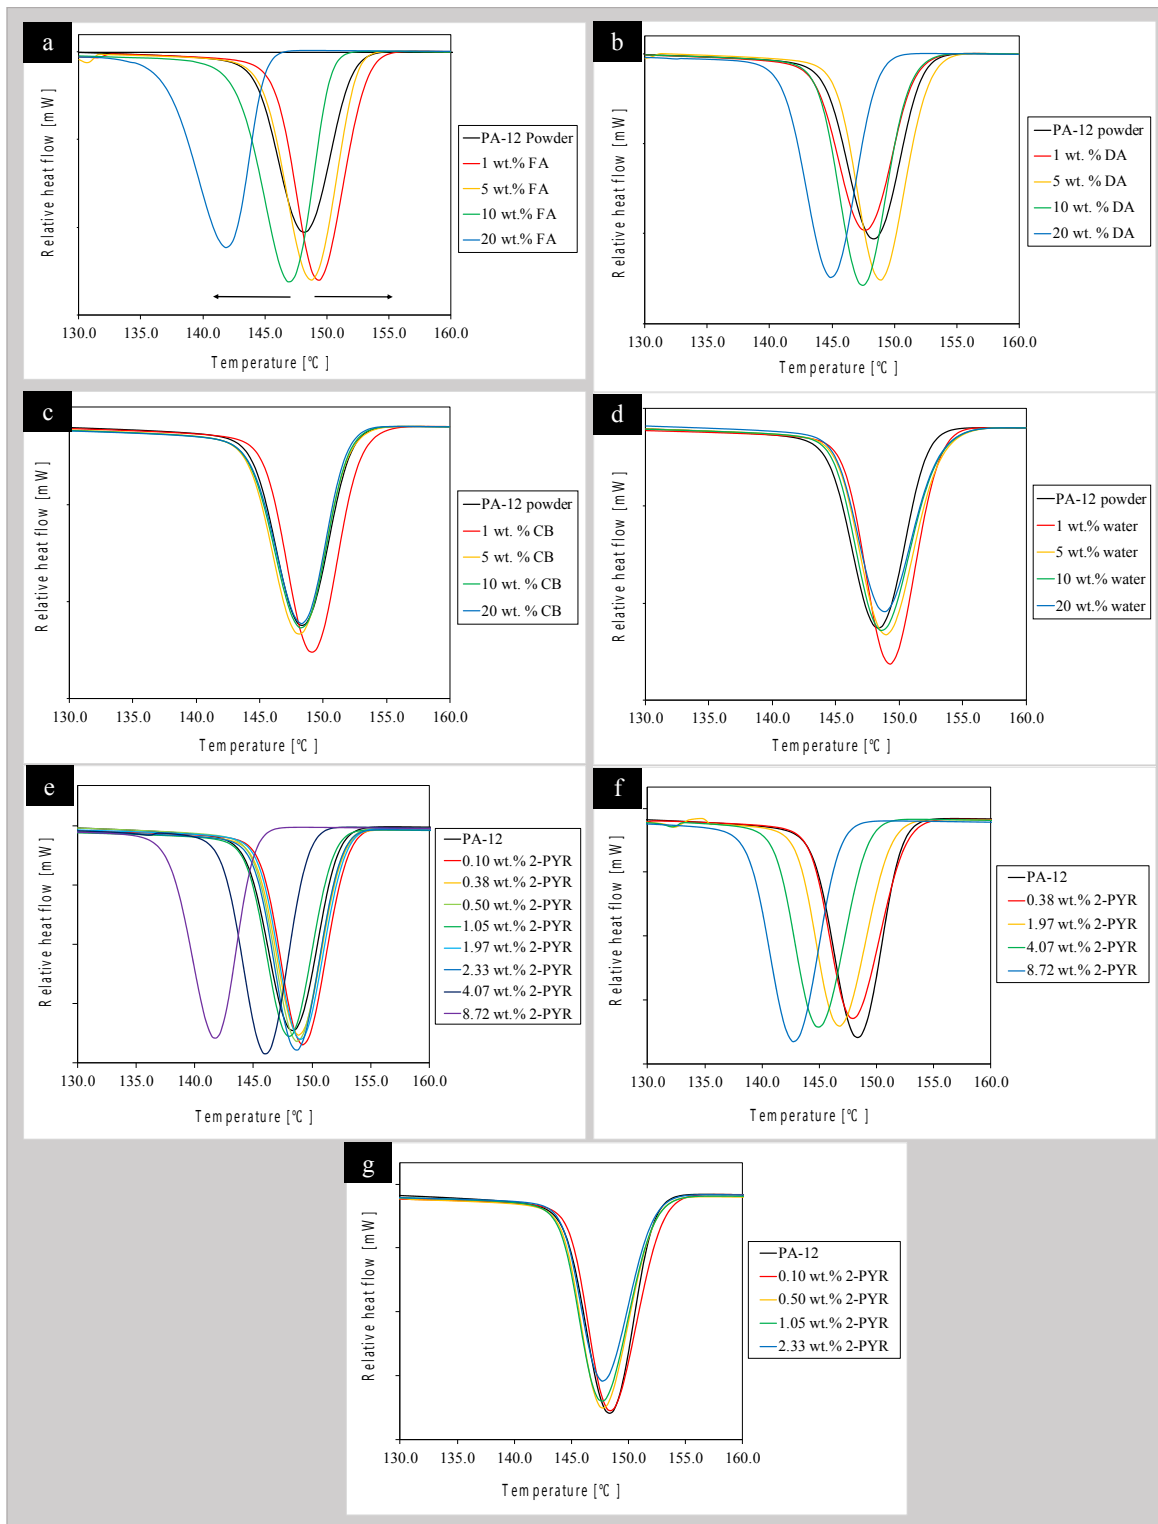 a
Relative heat flow [mW]
130.0 135.0 140.0 145.0 150.0 155.0 160.0
Temperature [ºC ]
PA-12 Powder
1 wt.% FA
5 wt.% FA
10 wt.% FA
20 wt.% FA
b
Relative heat flow [mW]
130.0 135.0 140.0 145.0 150.0 155.0 160.0
Temperature [ºC ]
PA-12 powder
1 wt. % DA
5 wt. % DA
10 wt. % DA
20 wt. % DA
c
Relative heat flow [mW]
130.0 135.0 140.0 145.0 150.0 155.0 160.0
Temperature [ºC ]
PA-12 powder
1 wt. % CB
5 wt. % CB
10 wt. % CB
20 wt. % CB
d
Relative heat flow [mW]
130.0 135.0 140.0 145.0 150.0 155.0 160.0
Temperature [ºC ]
PA-12 powder
1 wt.% water
5 wt.% water
10 wt.% water
20 wt.% water
e
Relative heat flow [mW]
130.0 135.0 140.0 145.0 150.0 155.0 160.0
Temperature [ºC ]
PA-12
0.10 wt.% 2-PYR
0.38 wt.% 2-PYR
0.50 wt.% 2-PYR
1.05 wt.% 2-PYR
1.97 wt.% 2-PYR
2.33 wt.% 2-PYR
4.07 wt.% 2-PYR
8.72 wt.% 2-PYR
f
Relative heat flow [mW]
130.0 135.0 140.0 145.0 150.0 155.0 160.0
Temperature [ºC ]
PA-12
0.38 wt.% 2-PYR
1.97 wt.% 2-PYR
4.07 wt.% 2-PYR
8.72 wt.% 2-PYR
g
Relative heat flow [mW]
130.0 135.0 140.0 145.0 150.0 155.0 160.0
Temperature [ºC ]
PA-12
0.10 wt.% 2-PYR
0.50 wt.% 2-PYR
1.05 wt.% 2-PYR
2.33 wt.% 2-PYR